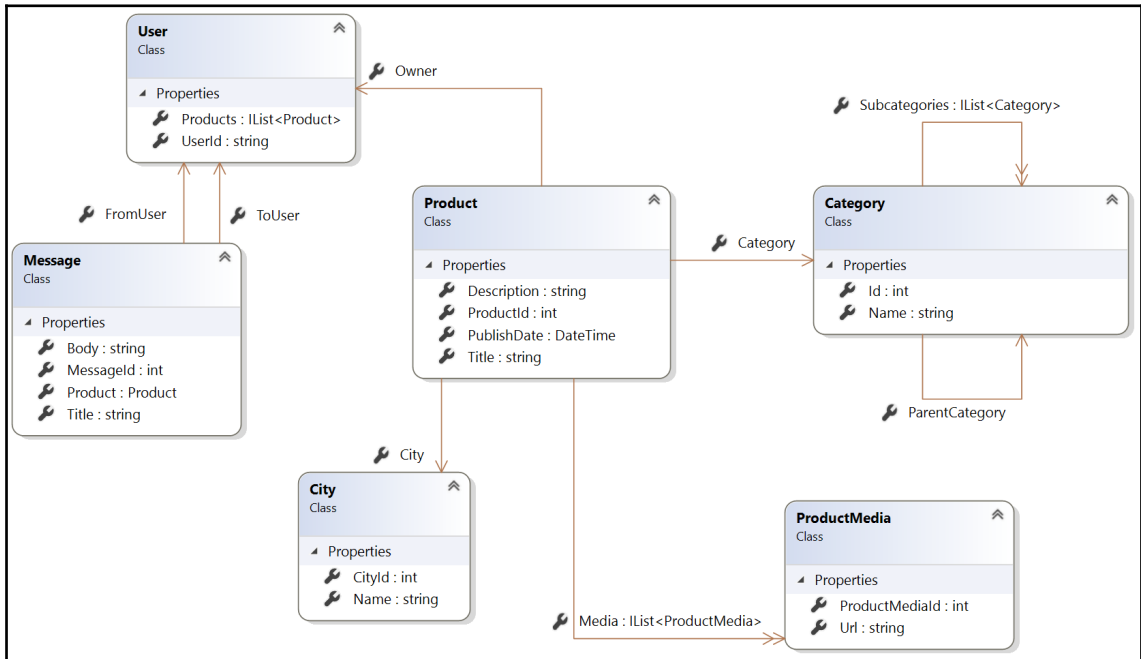 User
Class
Properties
Products : IList<Product>
UserId : string
Owner
Subcategories : IList<Category>
FromUser
ToUser
Product
Class
Properties
Description : string
ProductId : int
PublishDate : DateTime
Title : string
Category
Category
Class
Properties
Id : int
Name : string
Message
Class
Properties
Body : string
MessageId : int
Product : Product
Title : string
ParentCategory
City
City
Class
Properties
CityId : int
Name : string
ProductMedia
Class
Properties
ProductMediaId : int
Url : string
Media : IList<ProductMedia>